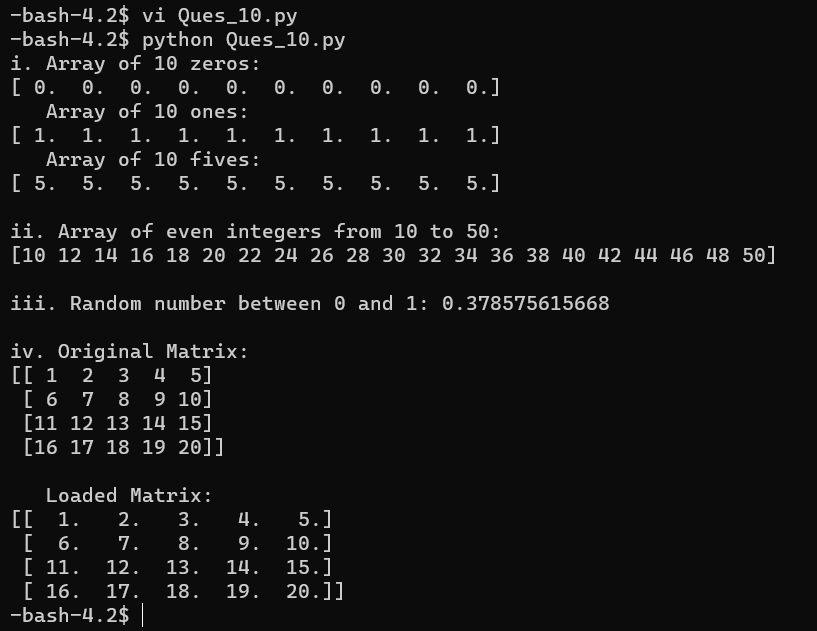 -bash-4.2$ vi Ques_10.py
-bash-4.2$ python Ques_10.py
i. Array of 10 zeros:
[ 0.  0.  0.  0.  0.  0.  0.  0.  0.  0.]
   Array of 10 ones:
[ 1.  1.  1.  1.  1.  1.  1.  1.  1.  1.]
   Array of 10 fives:
[ 5.  5.  5.  5.  5.  5.  5.  5.  5.  5.]

ii. Array of even integers from 10 to 50:
[10 12 14 16 18 20 22 24 26 28 30 32 34 36 38 40 42 44 46 48 50]

iii. Random number between 0 and 1: 0.378575615668

iv. Original Matrix:
[[ 1  2  3  4  5]
 [ 6  7  8  9 10]
 [11 12 13 14 15]
 [16 17 18 19 20]]

   Loaded Matrix:
[[  1.   2.   3.   4.   5.]
 [  6.   7.   8.   9.  10.]
 [ 11.  12.  13.  14.  15.]
 [ 16.  17.  18.  19.  20.]]
-bash-4.2$